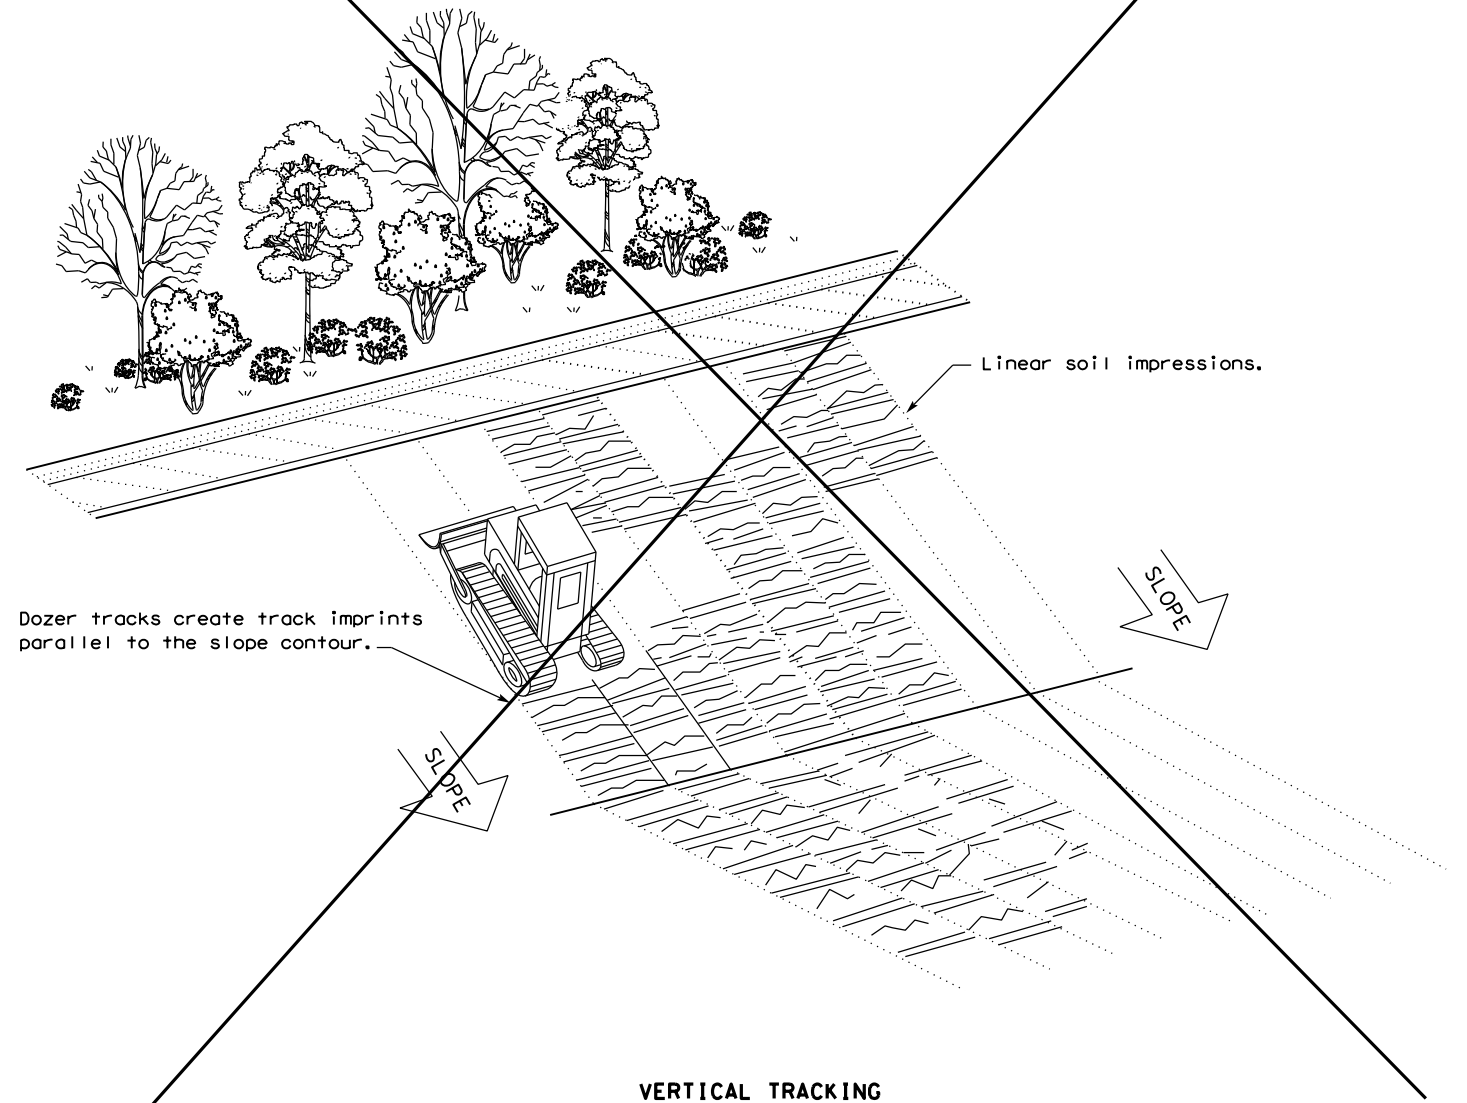 Linear soil impressions.
SLOPE
Dozer tracks create track imprints
parallel to the slope contour.
SLOPE
VERTICAL TRACKING